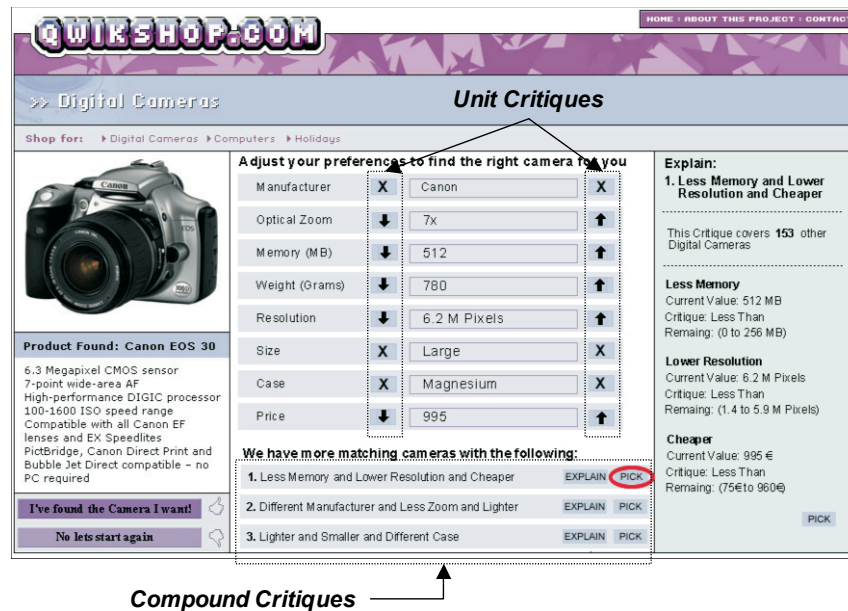 QWIKSHOP.COM
HOME : ABOUT THIS PROJECT : CONTACT
>> Digital Cameras
Unit Critiques
Shop for: Digital Cameras Computers Holidays
Canon
EOS
Product Found: Canon EOS 30
6.3 Megapixel CMOS sensor
7-point wide-area AF
High-performance DIGIC processor
100-1600 ISO speed range
Compatible with all Canon EF
lenses and EX Speedlites
PictBridge, Canon Direct Print and
Bubble Jet Direct compatible – no
PC required
I've found the Camera I want!
No lets start again
Adjust your preferences to find the right camera for you
Manufacturer X Canon X
Optical Zoom 7x
Memory (MB) 512
Weight (Grams) 780
Resolution 6.2 M Pixels
Size X Large X
Case X Magnesium X
Price 995
We have more matching cameras with the following:
1. Less Memory and Lower Resolution and Cheaper EXPLAIN PICK
2. Different Manufacturer and Less Zoom and Lighter EXPLAIN PICK
3. Lighter and Smaller and Different Case EXPLAIN PICK
Explain:
1. Less Memory and Lower
Resolution and Cheaper
This Critique covers 153 other
Digital Cameras
Less Memory
Current Value: 512 MB
Critique: Less Than
Remaing: (0 to 256 MB)
Lower Resolution
Current Value: 6.2 M Pixels
Critique: Less Than
Remaing: (1.4 to 5.9 M Pixels)
Cheaper
Current Value: 995 €
Critique: Less Than
Remaing: (75€to 960€)
PICK
Compound Critiques